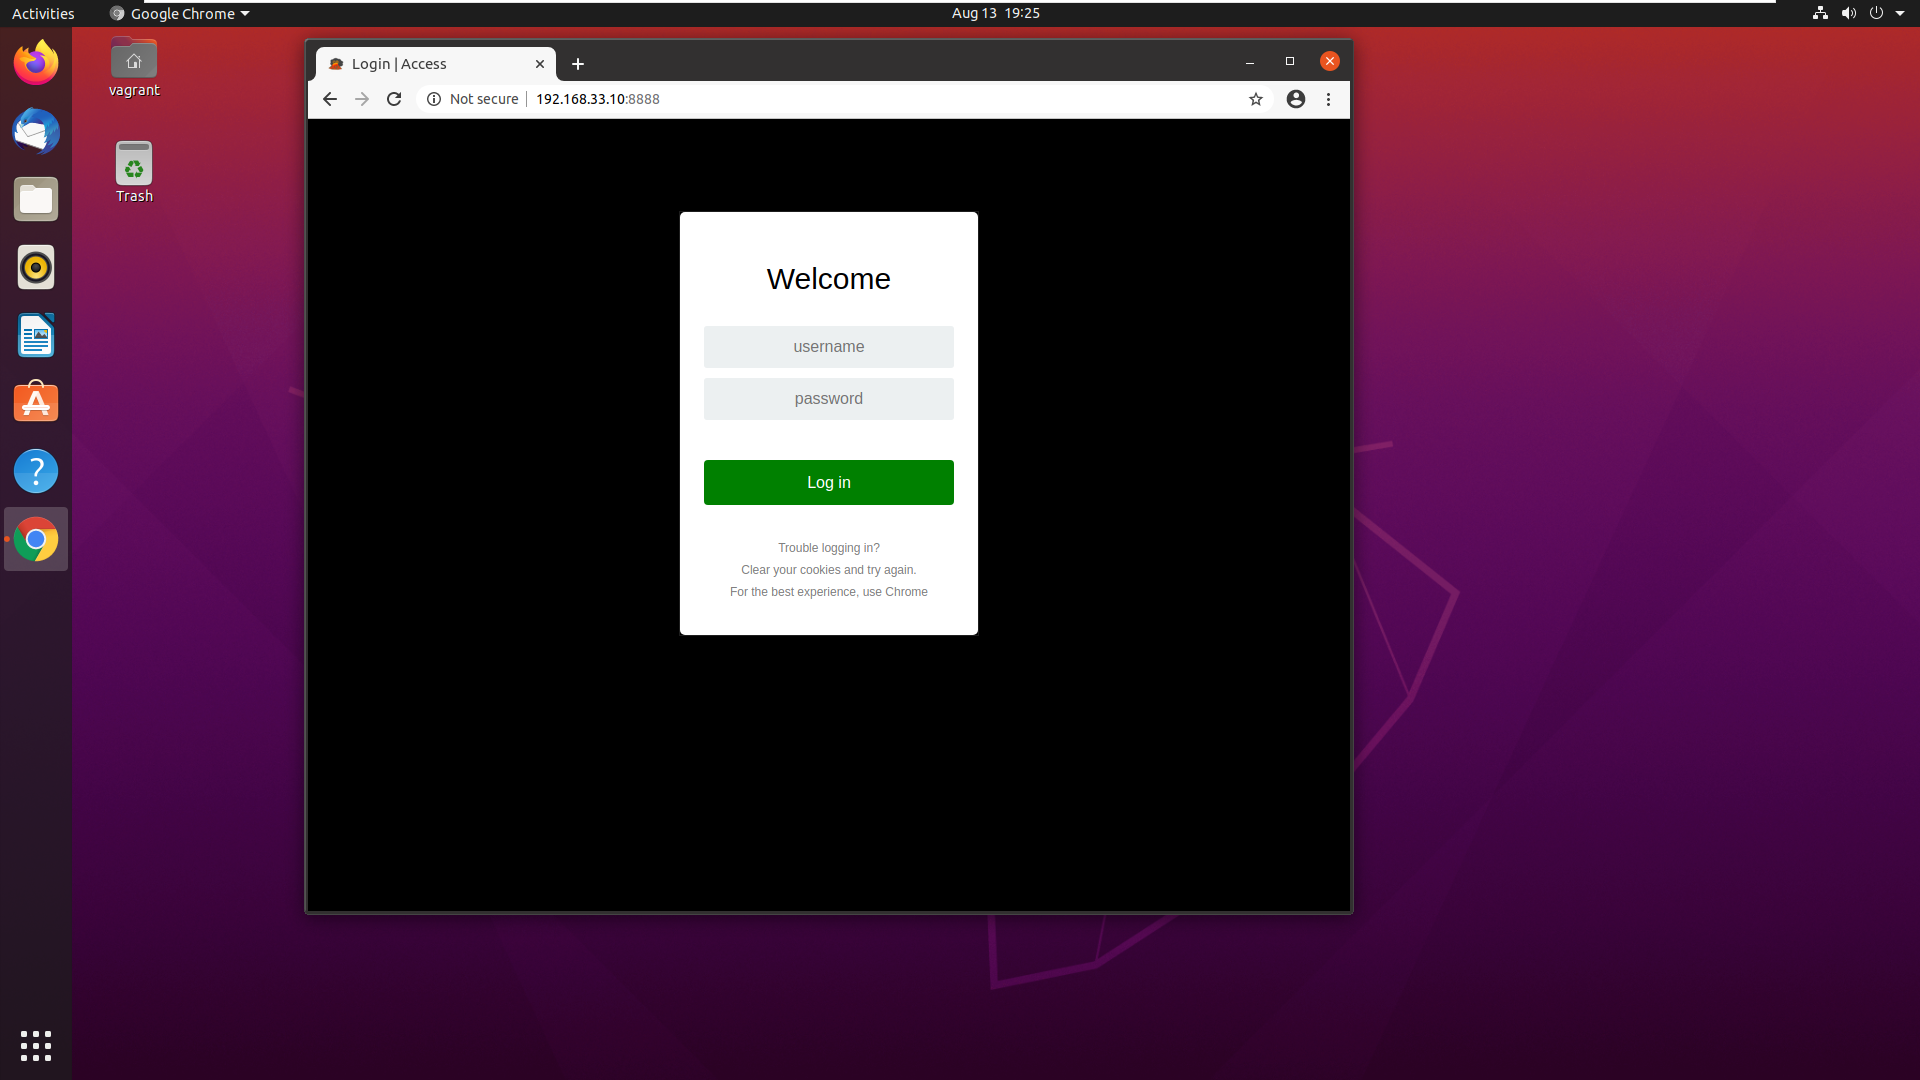 Activities
Google Chrome
Aug 13 19:25
vagrant
Trash
Login | Access
Not secure
192.168.33.10:8888
Welcome
username
password
Log in
Trouble logging in?
Clear your cookies and try again.
For the best experience, use Chrome